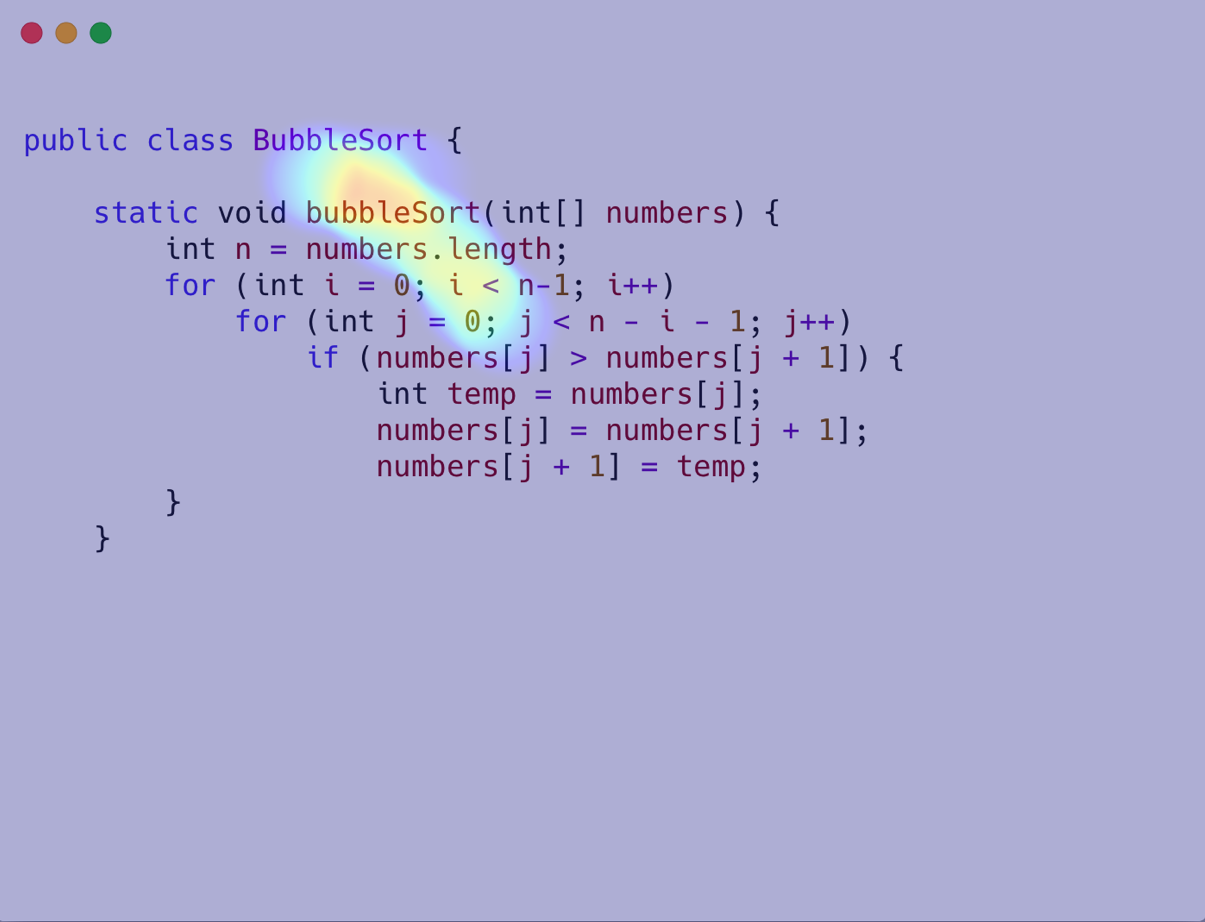 public class BubbleSort {
static void bubbleSort(int[] numbers) {
int n = numbers.length;
for (int i = 0; i < n-1; i++)
for (int j = 0; j < n - i - 1; j++)
if (numbers[j] > numbers[j + 1]) {
int temp = numbers[j];
numbers[j] = numbers[j + 1];
numbers[j + 1] = temp;
}
}